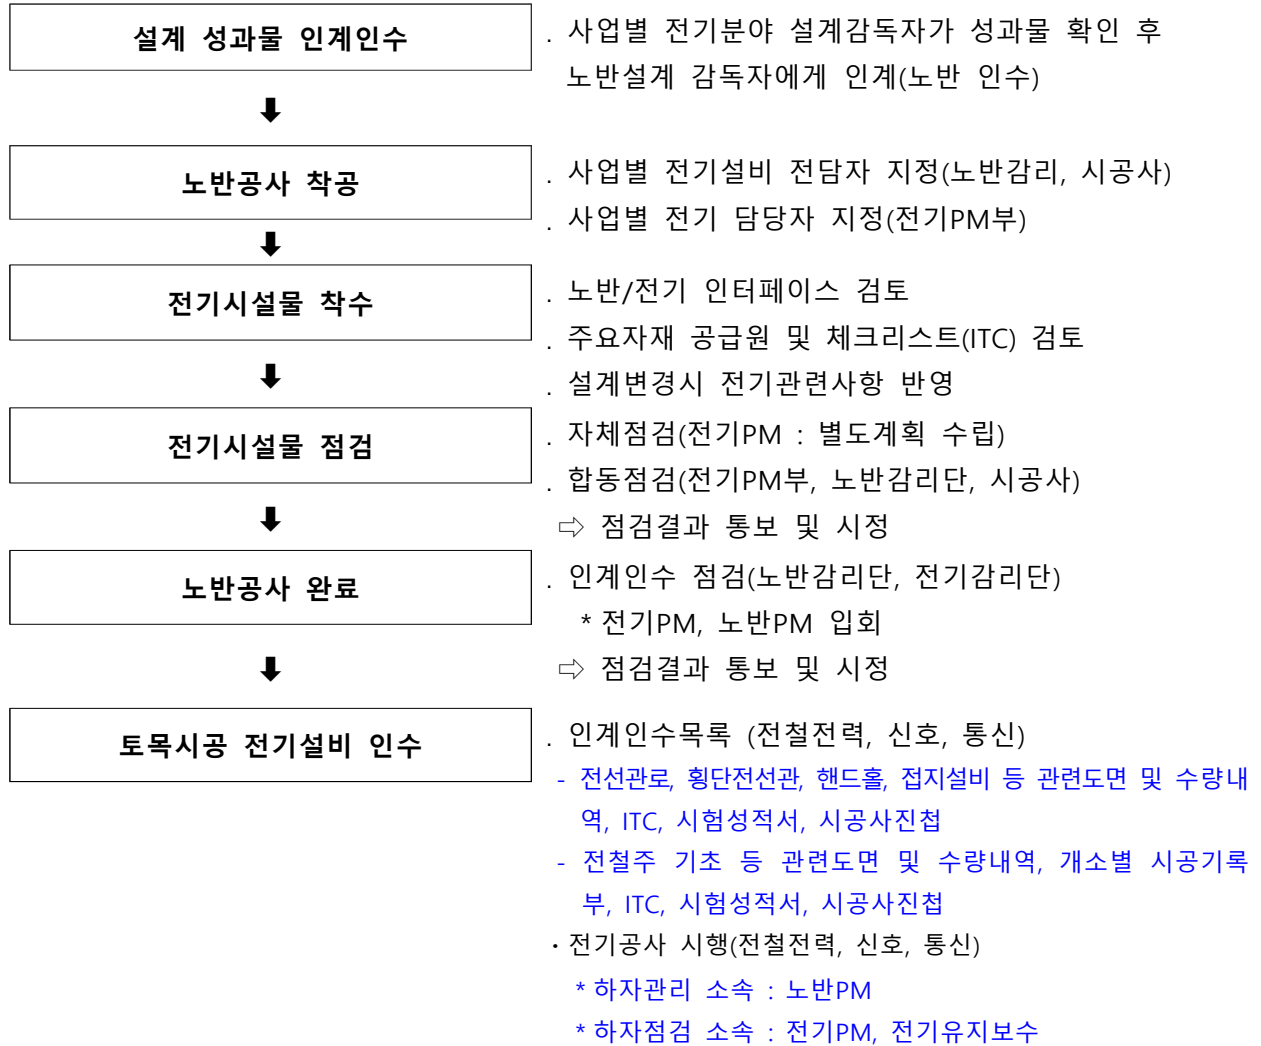 설계 성과물 인계인수
. 사업별 전기분야 설계감독자가 성과물 확인 후
노반설계 감독자에게 인계(노반 인수)
⬇
노반공사 착공
. 사업별 전기설비 전담자 지정(노반감리, 시공사)
. 사업별 전기 담당자 지정(전기PM부)
⬇
전기시설물 착수
. 노반/전기 인터페이스 검토
. 주요자재 공급원 및 체크리스트(ITC) 검토
. 설계변경시 전기관련사항 반영
⬇
전기시설물 점검
. 자체점검(전기PM : 별도계획 수립)
. 합동점검(전기PM부, 노반감리단, 시공사)
⇨ 점검결과 통보 및 시정
⬇
노반공사 완료
. 인계인수 점검(노반감리단, 전기감리단)
* 전기PM, 노반PM 입회
⇨ 점검결과 통보 및 시정
⬇
토목시공 전기설비 인수
. 인계인수목록 (전철전력, 신호, 통신)
- 전선관로, 횡단전선관, 핸드홀, 접지설비 등 관련도면 및 수량내
역, ITC, 시험성적서, 시공사진첩
- 전철주 기초 등 관련도면 및 수량내역, 개소별 시공기록
부, ITC, 시험성적서, 시공사진첩
・전기공사 시행(전철전력, 신호, 통신)
* 하자관리 소속 : 노반PM
* 하자점검 소속 : 전기PM, 전기유지보수